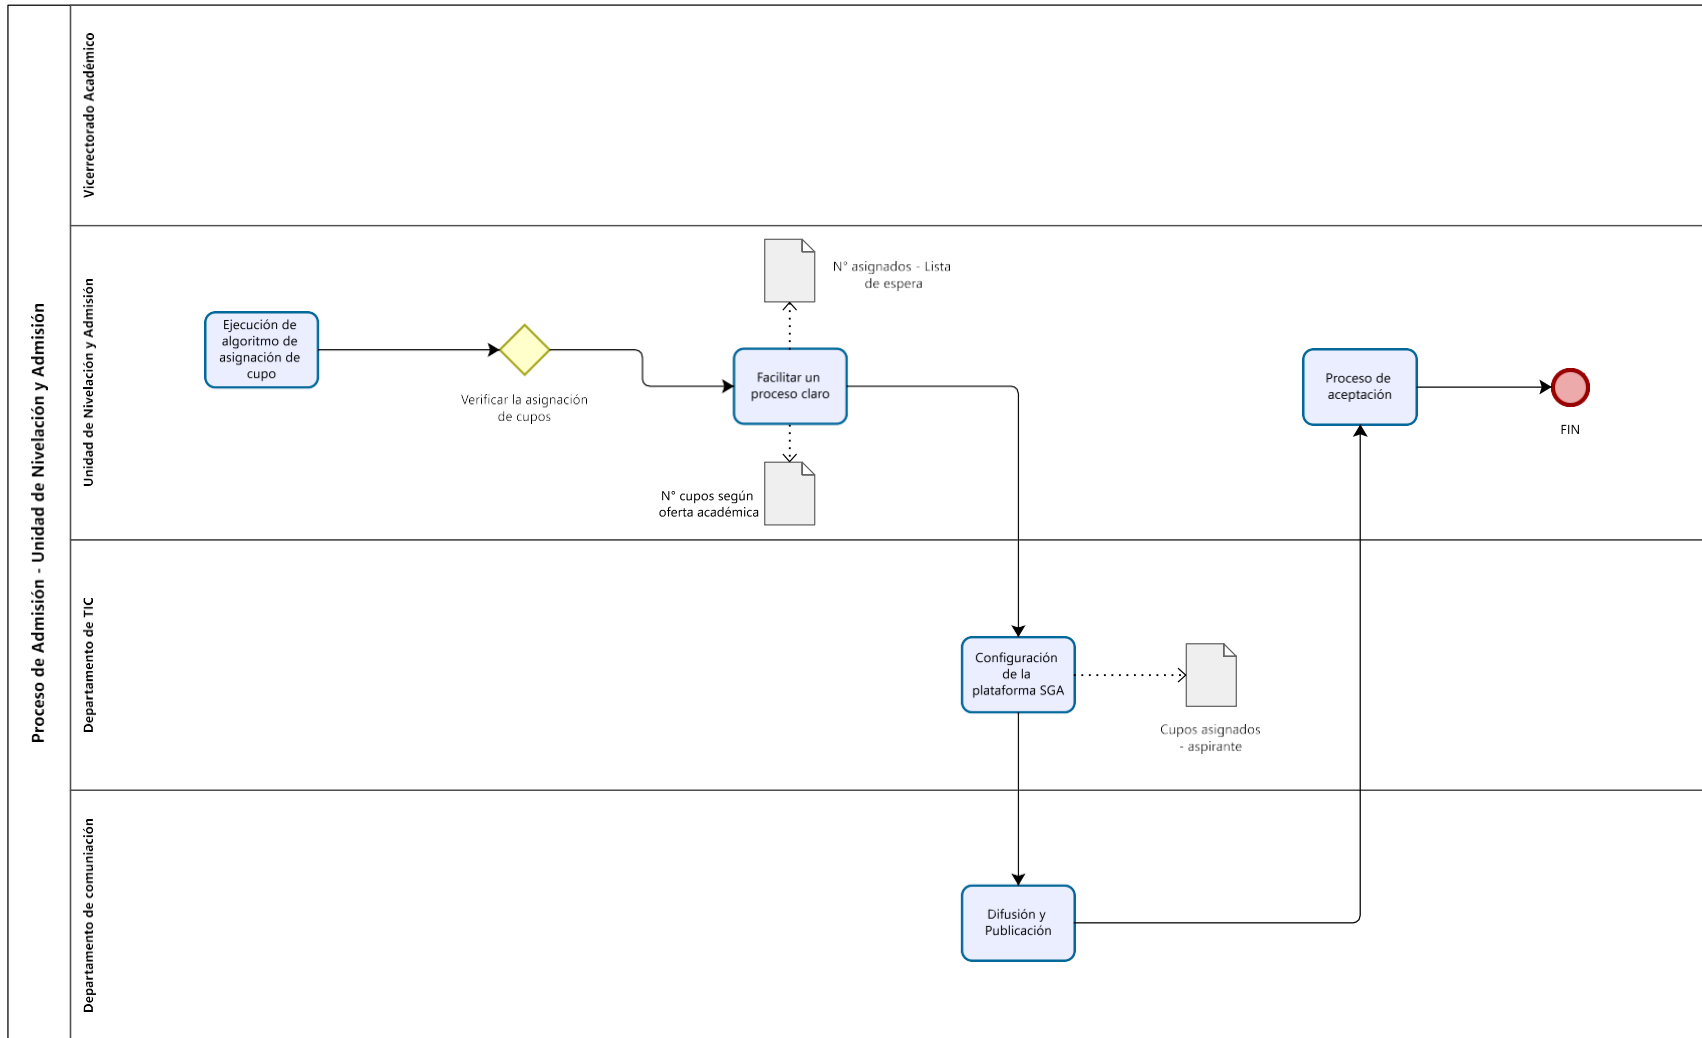 Proceso de Admisión - Unidad de Nivelación y Admisión
Vicerrectorado Académico
Unidad de Nivelación y Admisión
N° asignados - Lista
de espera
Ejecución de
algoritmo de
asignación de
cupo
Verificar la asignación
de cupos
Facilitar un
proceso claro
Proceso de
aceptación
FIN
N° cupos según
oferta académica
Departamento de TIC
Configuración
de la
plataforma SGA
Cupos asignados
- aspirante
Departamento de comuniación
Difusión y
Publicación